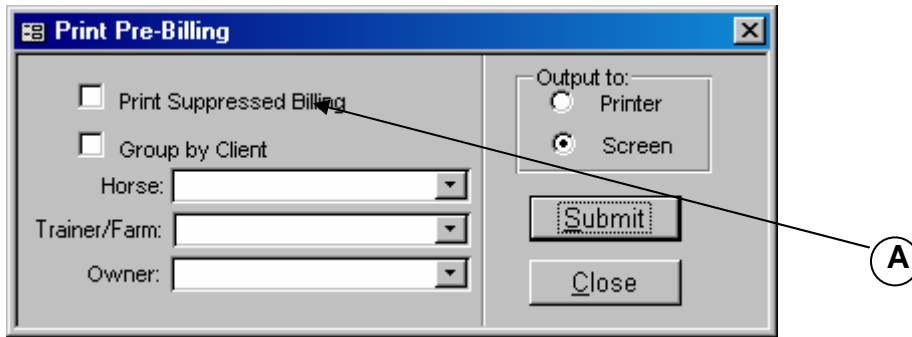 Print Pre-Billing
Print Suppressed Billing
Group by Client
Horse:
Trainer/Farm:
Owner:
Output to:
Printer
Screen
Submit
Close
A